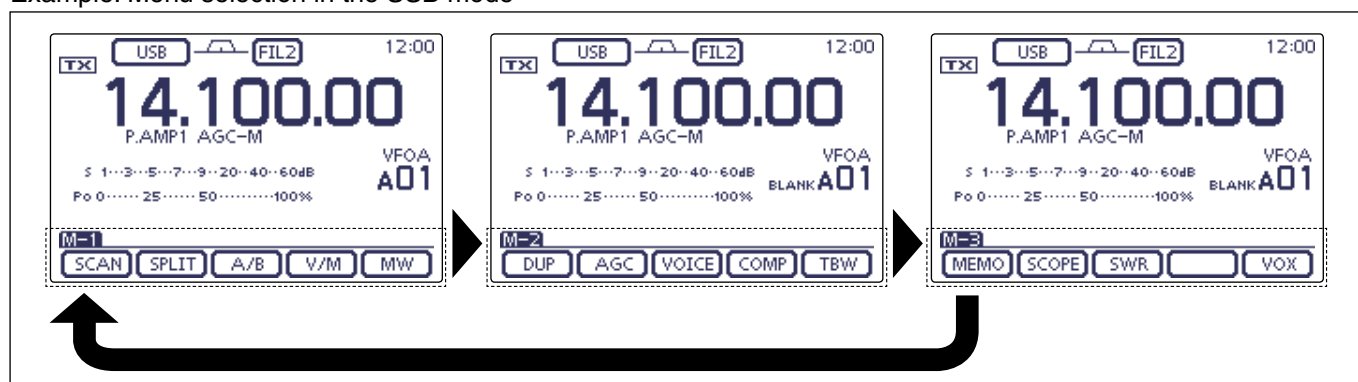 Example: Menu selection in the SSB mode
USB FIL2 12:00
TX
14.100.00
P.AMP1 AGC-M
VFOA
S 1···3··5···7···9··20··40··60dB
A01
Po 0······ 25······ 50·········100%
M-1
SCAN SPLIT A/B V/M MW
USB FIL2 12:00
TX
14.100.00
P.AMP1 AGC-M
VFOA
S 1···3··5···7···9··20··40··60dB
BLANK A01
Po 0······ 25······ 50·········100%
M-2
DUP AGC VOICE COMP TBW
USB FIL2 12:00
TX
14.100.00
P.AMP1 AGC-M
VFOA
S 1···3··5···7···9··20··40··60dB
BLANK A01
Po 0······ 25······ 50·········100%
M-3
MEMO SCOPE SWR VOX